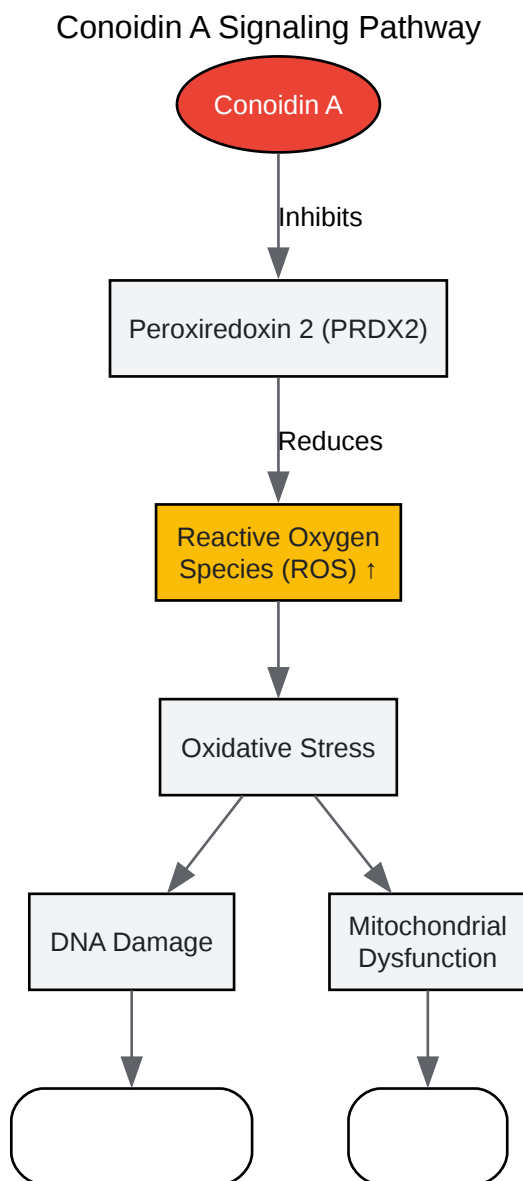 Conoidin A Signaling Pathway
Conoidin A
Inhibits
Peroxiredoxin 2 (PRDX2)
Reduces
Reactive Oxygen
Species (ROS) ↑
Oxidative Stress
DNA Damage
Mitochondrial
Dysfunction